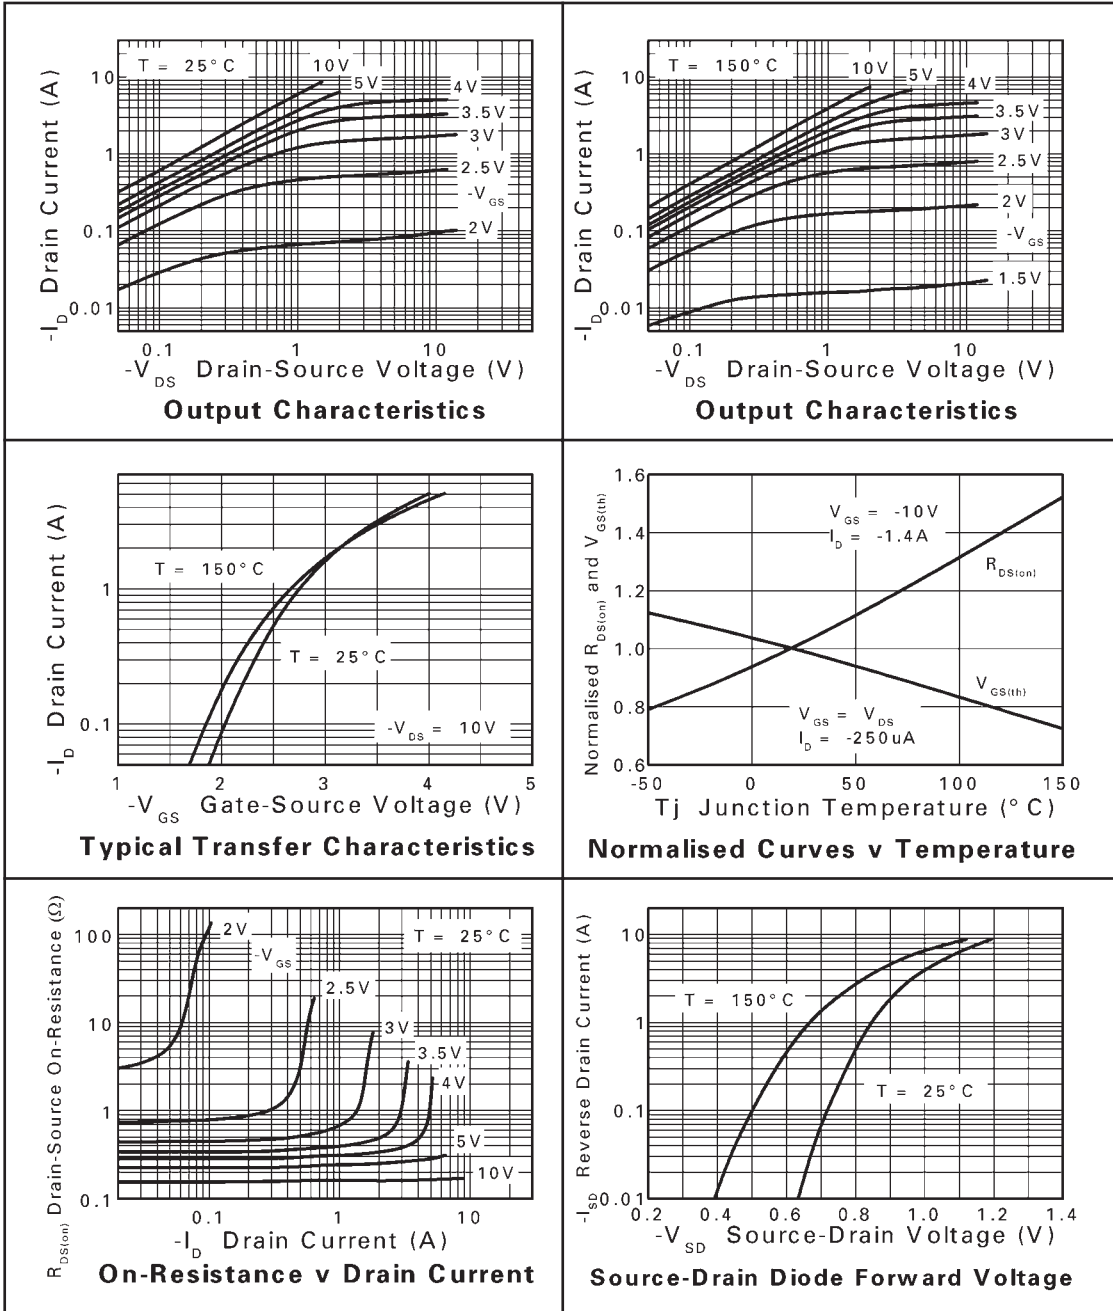 -I_D Drain Current (A)
T = 25°C
10V
5V
4V
3.5V
3V
2.5V
-V_GS
2V
10
1
0.1
0.01
0.1 1 10
-V_DS Drain-Source Voltage (V)
Output Characteristics
-I_D Drain Current (A)
T = 150°C
10V
5V
4V
3.5V
3V
2.5V
2V
-V_GS
1.5V
10
1
0.1
0.01
0.1 1 10
-V_DS Drain-Source Voltage (V)
Output Characteristics
-I_D Drain Current (A)
T = 150°C
T = 25°C
-V_DS = 10V
1
0.1
1 2 3 4 5
-V_GS Gate-Source Voltage (V)
Typical Transfer Characteristics
Normalised R_DS(on) and V_GS(th)
1.6
1.4
1.2
1.0
0.8
0.6
V_GS = -10V
I_D = -1.4A
R_DS(on)
V_GS(th)
V_GS = V_DS
I_D = -250uA
-50 0 50 100 150
Tj Junction Temperature (°C)
Normalised Curves v Temperature
R_DS(on) Drain-Source On-Resistance (Ω)
100
10
1
0.1
2V
-V_GS
T = 25°C
2.5V
3V
3.5V
4V
5V
10V
0.1 1 10
-I_D Drain Current (A)
On-Resistance v Drain Current
-I_SD Reverse Drain Current (A)
10
1
0.1
0.01
T = 150°C
T = 25°C
0.2 0.4 0.6 0.8 1.0 1.2 1.4
-V_SD Source-Drain Voltage (V)
Source-Drain Diode Forward Voltage